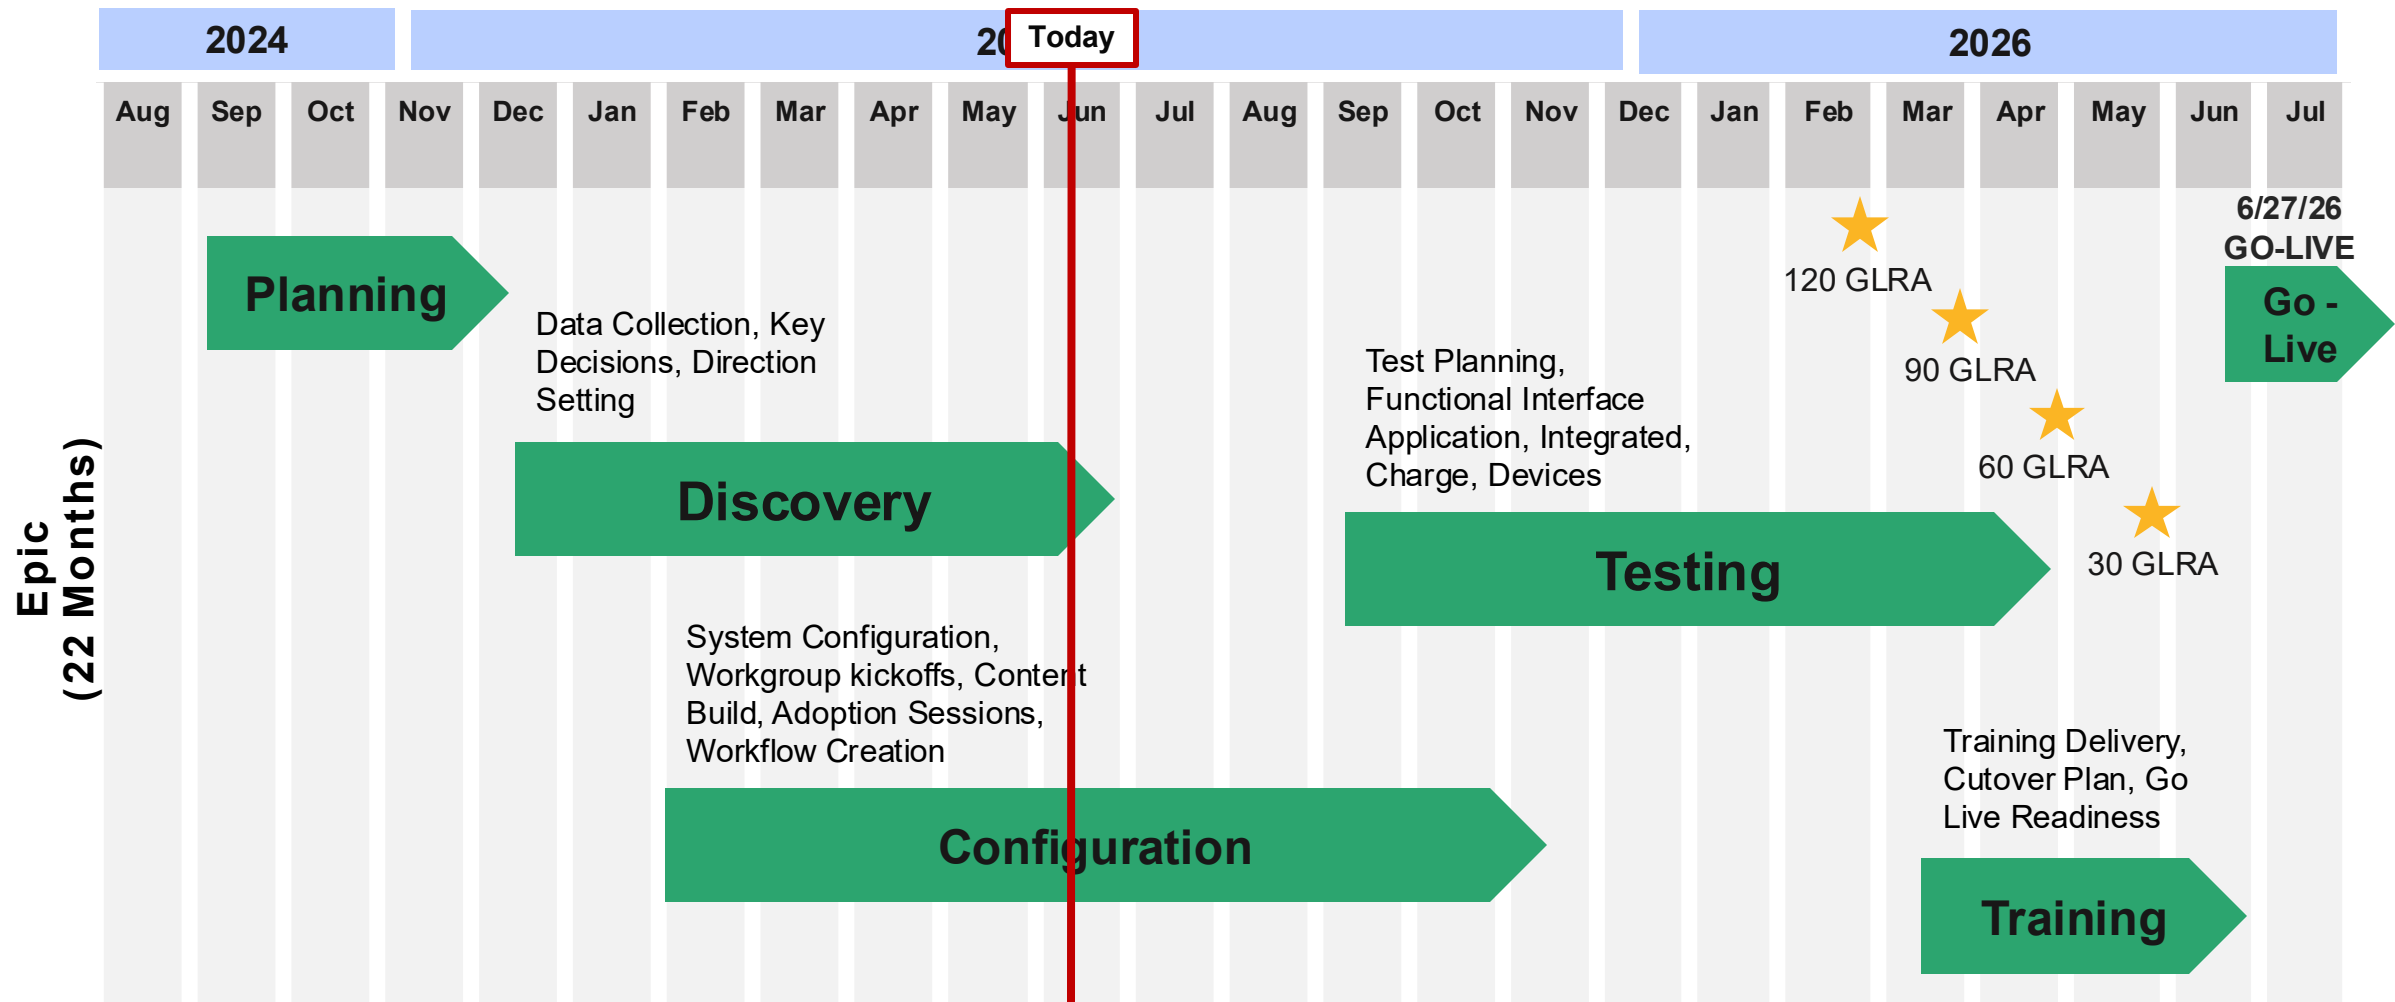 2024
20
Today
2026
Aug Sep Oct Nov Dec Jan Feb Mar Apr May Jun Jul Aug Sep Oct Nov Dec Jan Feb Mar Apr May Jun Jul
6/27/26
GO-LIVE
Go -
Live
120 GLRA
90 GLRA
60 GLRA
30 GLRA
Planning
Data Collection, Key
Decisions, Direction
Setting
Discovery
Test Planning,
Functional Interface
Application, Integrated,
Charge, Devices
Testing
Epic
(22 Months)
System Configuration,
Workgroup kickoffs, Content
Build, Adoption Sessions,
Workflow Creation
Configuration
Training Delivery,
Cutover Plan, Go
Live Readiness
Training